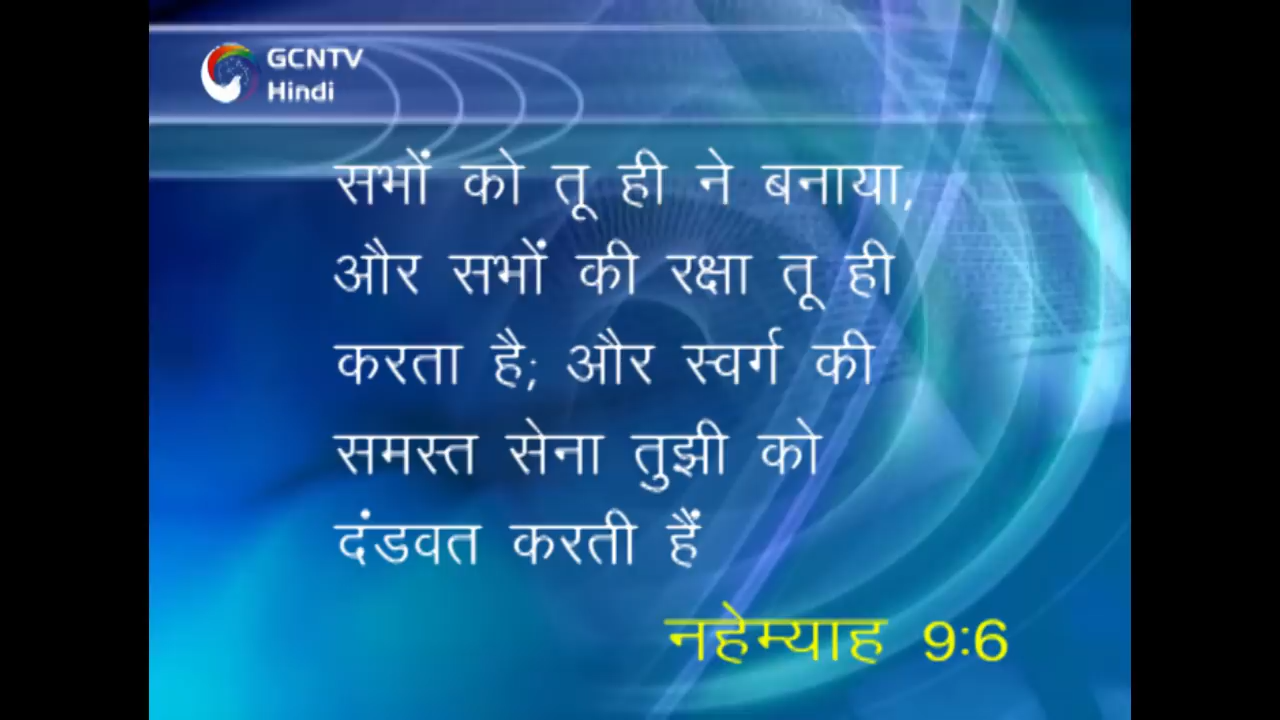 GCNTV
Hindi
सभों को तू ही ने बनाया,
और सभों की रक्षा तू ही
करता है; और स्वर्ग की
समस्त सेना तुझी को
दंडवत करती हैं
नहेम्याह 9:6